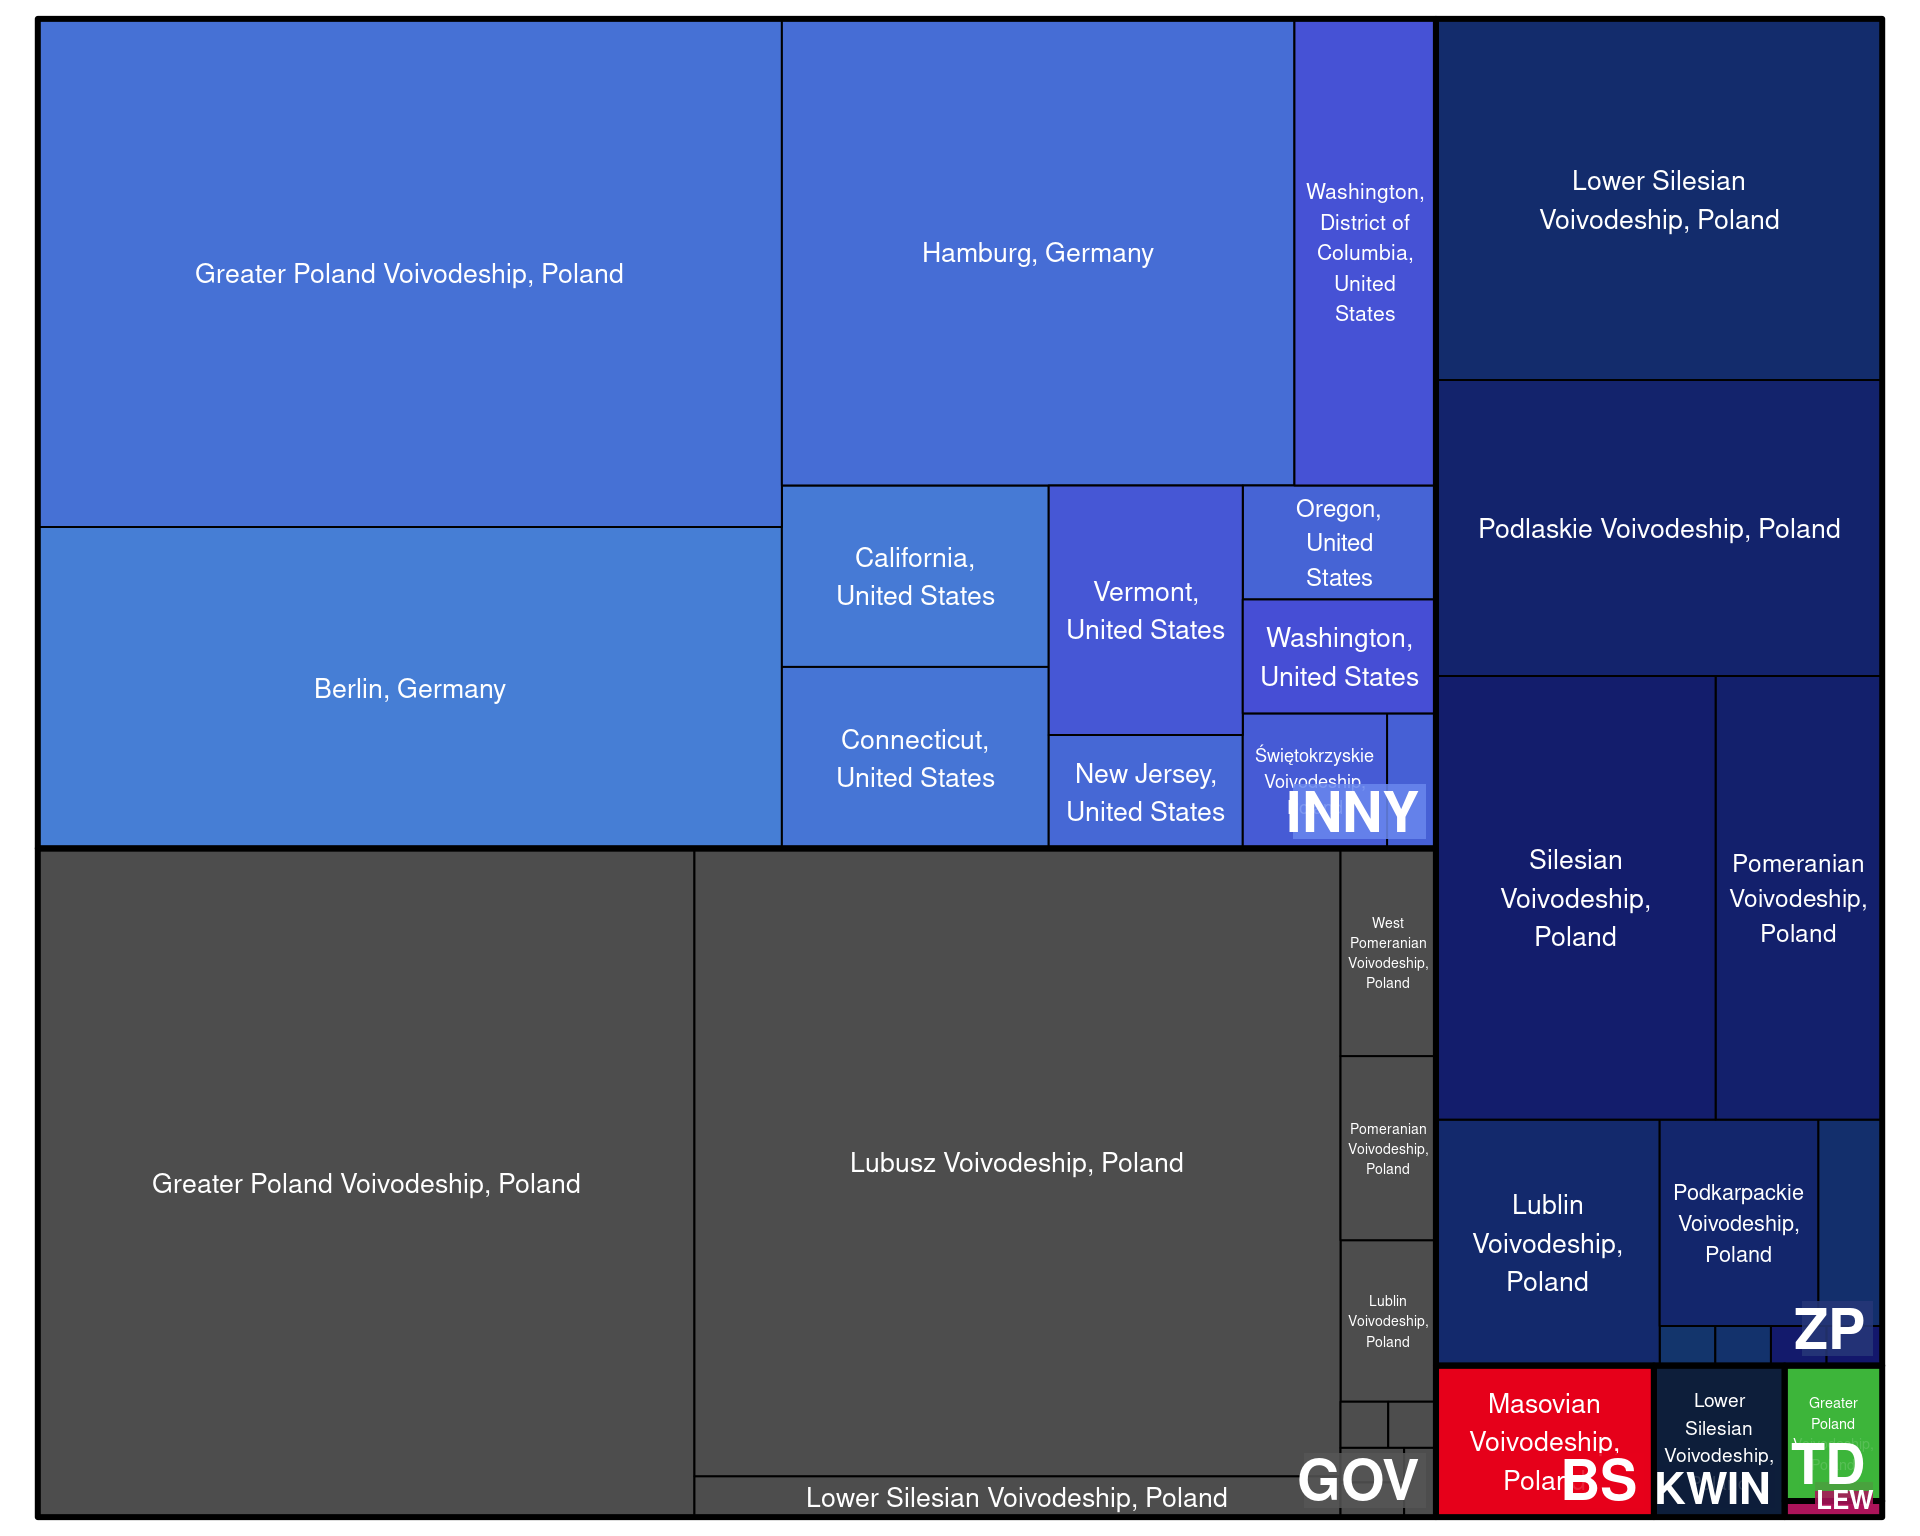 Greater Poland Voivodeship, Poland
Berlin, Germany
Hamburg, Germany
Washington,
District of
Columbia,
United
States
California,
United States
Connecticut,
United States
Vermont,
United States
New Jersey,
United States
Oregon,
United
States
Washington,
United States
Świętokrzyskie
Voivodeship,
INNY
Greater Poland Voivodeship, Poland
Lubusz Voivodeship, Poland
Lower Silesian Voivodeship, Poland
West
Pomeranian
Voivodeship,
Poland
Pomeranian
Voivodeship,
Poland
Lublin
Voivodeship,
Poland
GOV
Lower Silesian
Voivodeship, Poland
Podlaskie Voivodeship, Poland
Silesian
Voivodeship,
Poland
Pomeranian
Voivodeship,
Poland
Lublin
Voivodeship,
Poland
Podkarpackie
Voivodeship,
Poland
ZP
Masovian
Voivodeship,
Poland
BS
Lower
Silesian
Voivodeship,
KWIN
Greater
Poland
TD
LEW